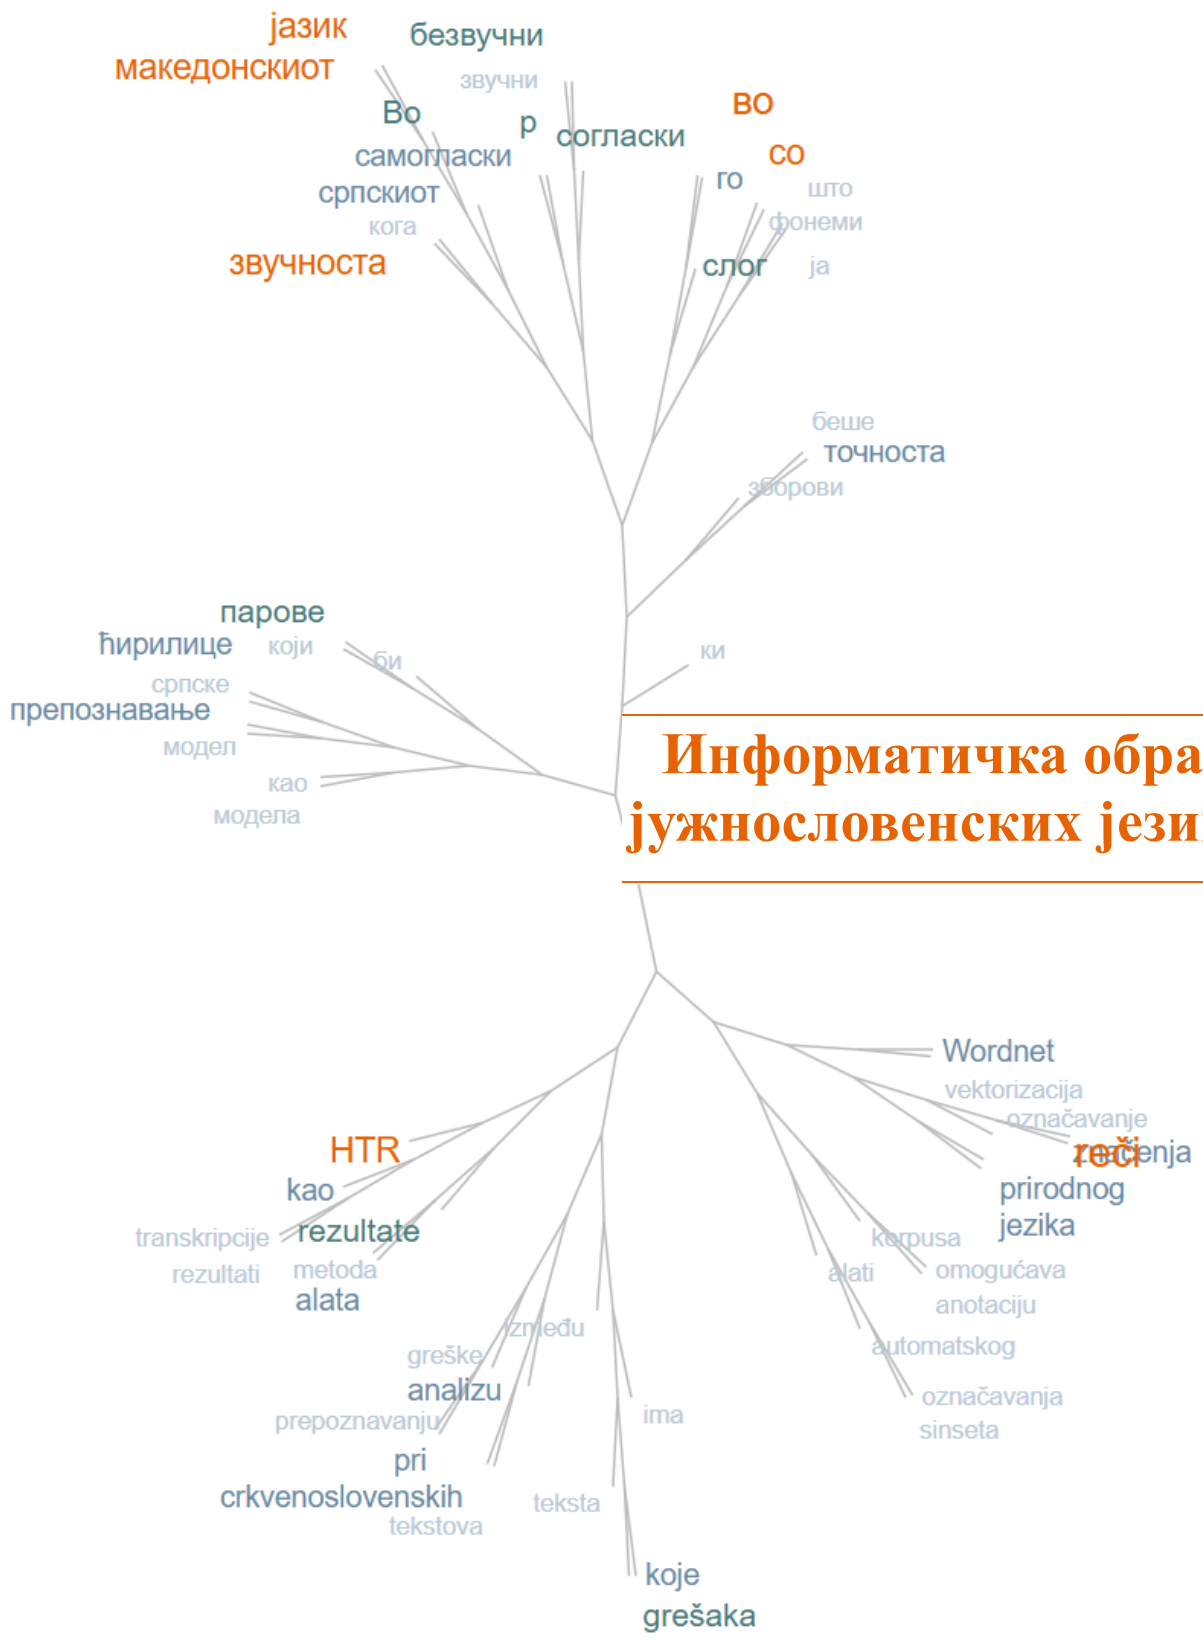 јазик
безвучни
македонскиот
звучни
во
Во
р
согласки
со
самогласки
го
што
српскиот
кога
фонеми
звучноста
слог
ја
беше
точноста
зборови
парове
ћирилице
који
би
ки
српске
препознавање
модел
као
модела
Информатичка обра
јужнословенских јези
Wordnet
vektorizacija
označavanje
HTR
reči
značenja
kao
prirodnog
jezika
transkripcije
rezultate
korpusa
rezultati
metoda
alati
omogućava
alata
anotaciju
između
automatskog
greške
analizu
označavanja
prepoznavanju
ima
sinseta
pri
crkvenoslovenskih
teksta
tekstova
koje
grešaka